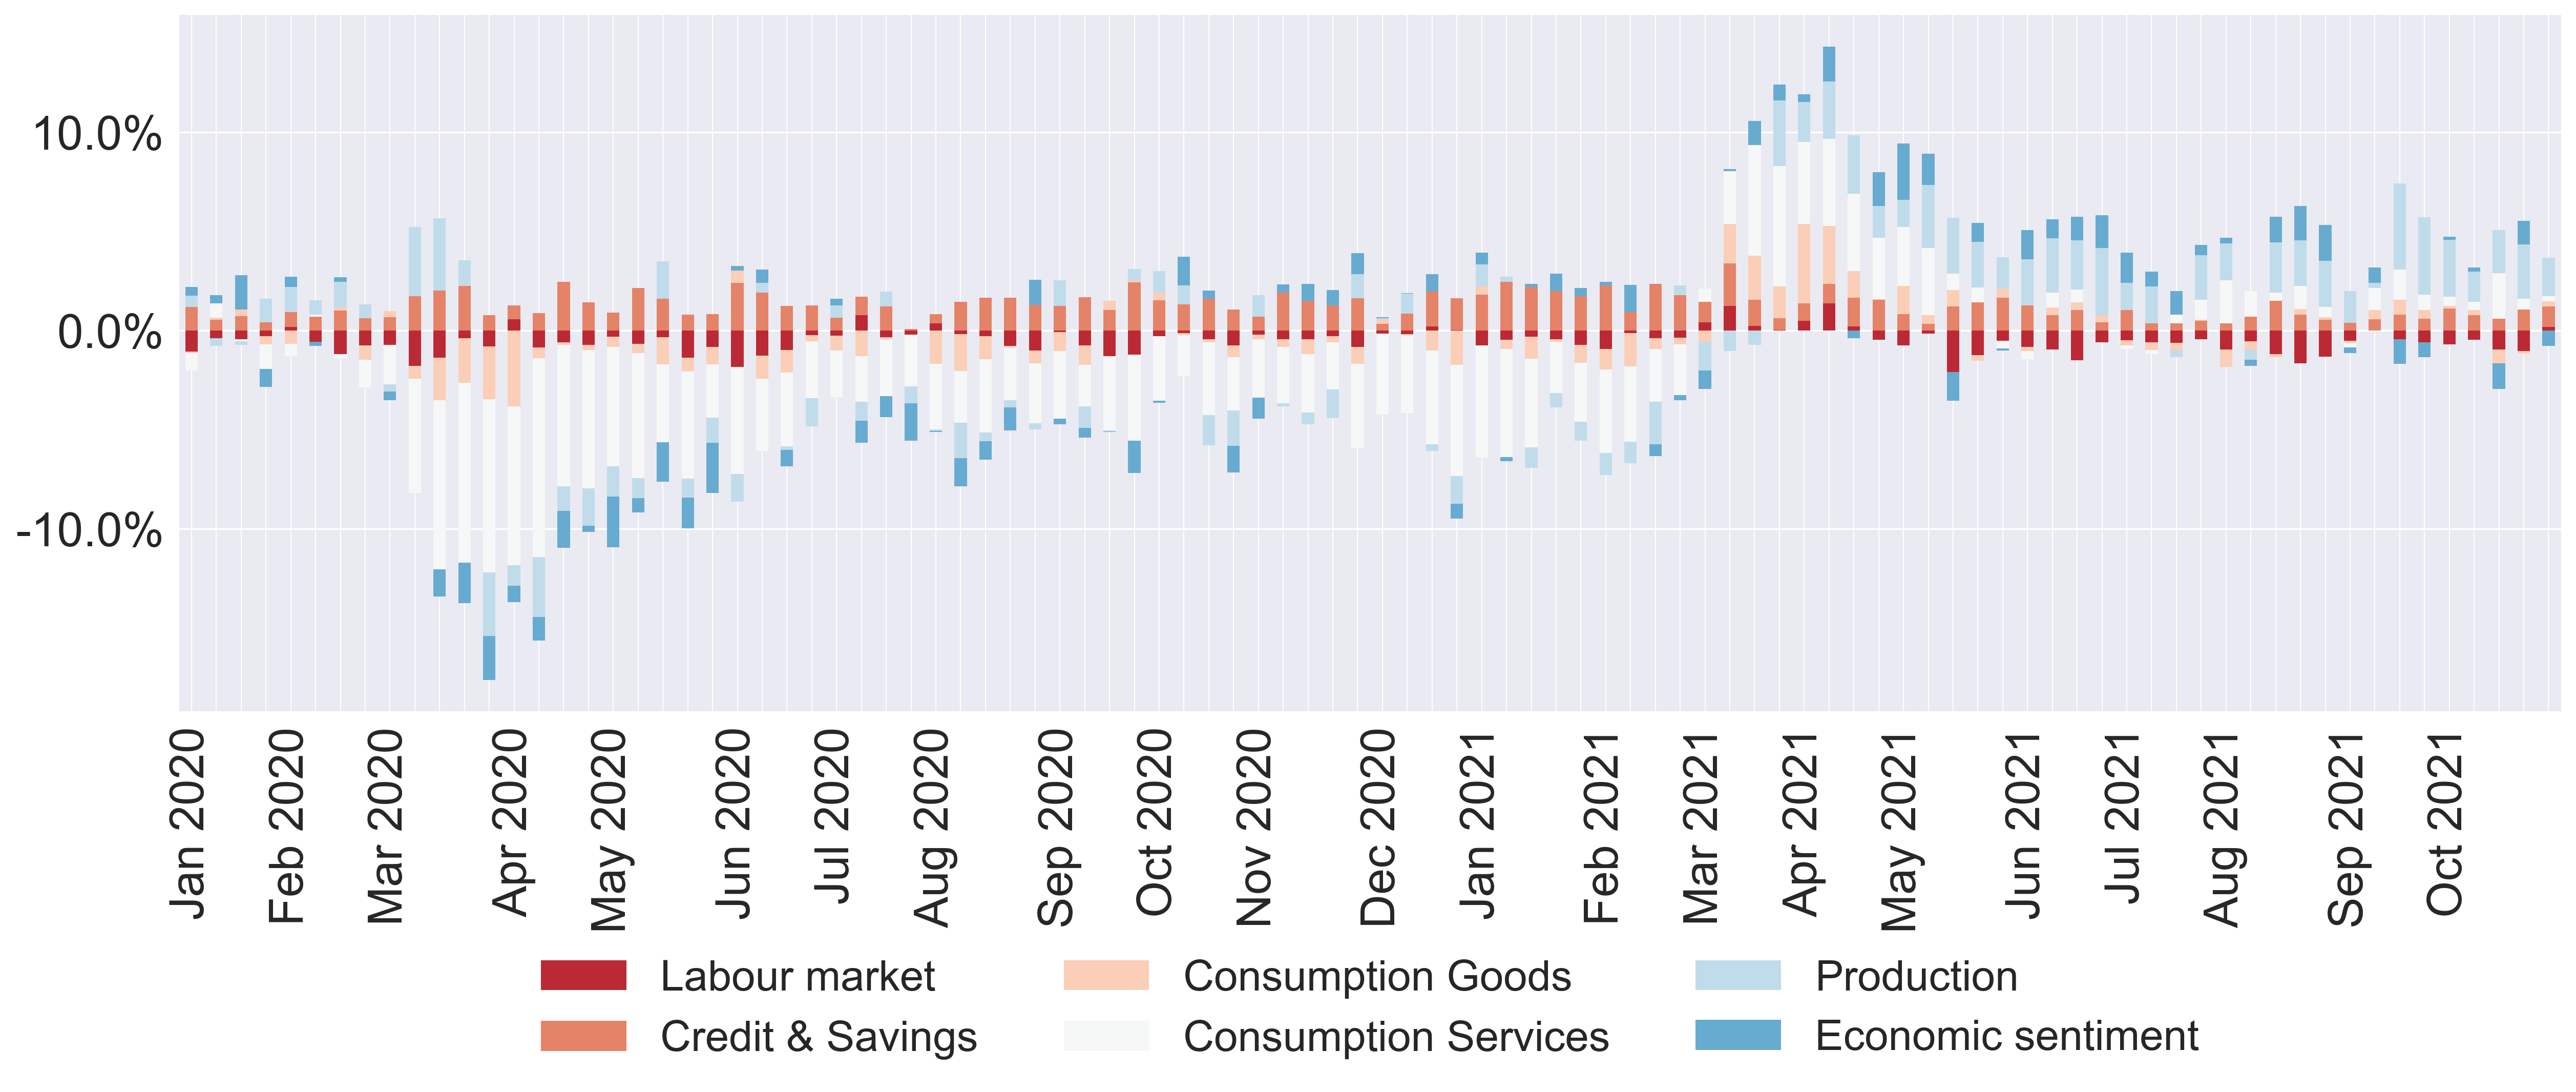 10.0%
0.0%
-10.0%
Jan 2020
Feb 2020
Mar 2020
Apr 2020
May 2020
Jun 2020
Jul 2020
Aug 2020
Sep 2020
Oct 2020
Nov 2020
Dec 2020
Jan 2021
Feb 2021
Mar 2021
Apr 2021
May 2021
Jun 2021
Jul 2021
Aug 2021
Sep 2021
Oct 2021
Labour market
Credit & Savings
Consumption Goods
Consumption Services
Production
Economic sentiment